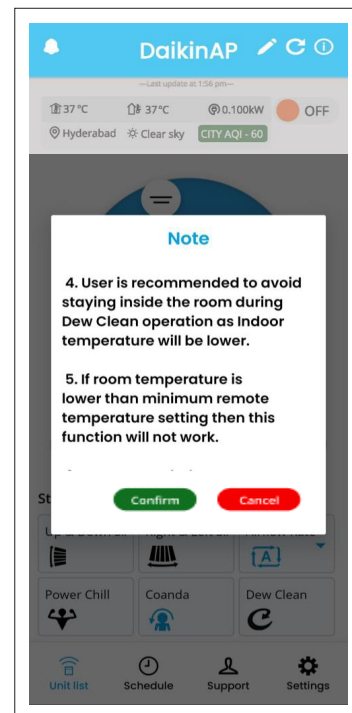 DaikinAP
—Last update at 1:56 pm—
37 °C 37°C 0.100kW OFF
Hyderabad Clear sky CITY AQI - 60
Note
4. User is recommended to avoid
staying inside the room during
Dew Clean operation as Indoor
temperature will be lower.
5. If room temperature is
lower than minimum remote
temperature setting then this
function will not work.
Confirm Cancel
Power Chill Coanda Dew Clean
Unit list Schedule Support Settings